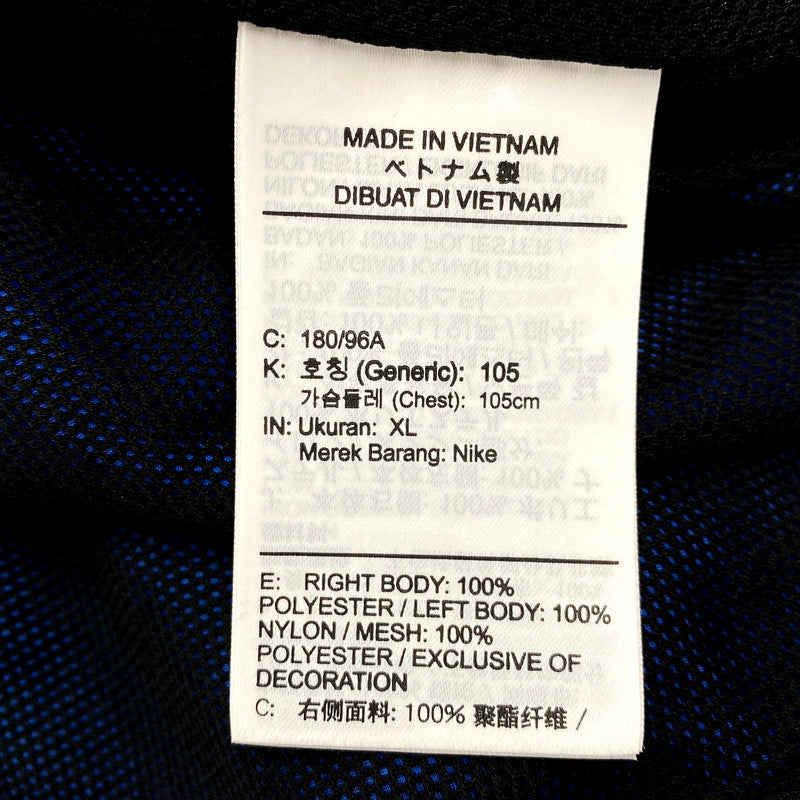 MADE IN VIETNAM
ベトナム製
DIBUAT DI VIETNAM
C: 180/96A
K: 호칭 (Generic): 105
가슴둘레 (Chest): 105cm
IN: Ukuran: XL
Merek Barang: Nike
E: RIGHT BODY: 100%
POLYESTER / LEFT BODY: 100%
NYLON / MESH: 100%
POLYESTER / EXCLUSIVE OF
DECORATION
C: 右侧面料: 100% 聚酯纤维 /